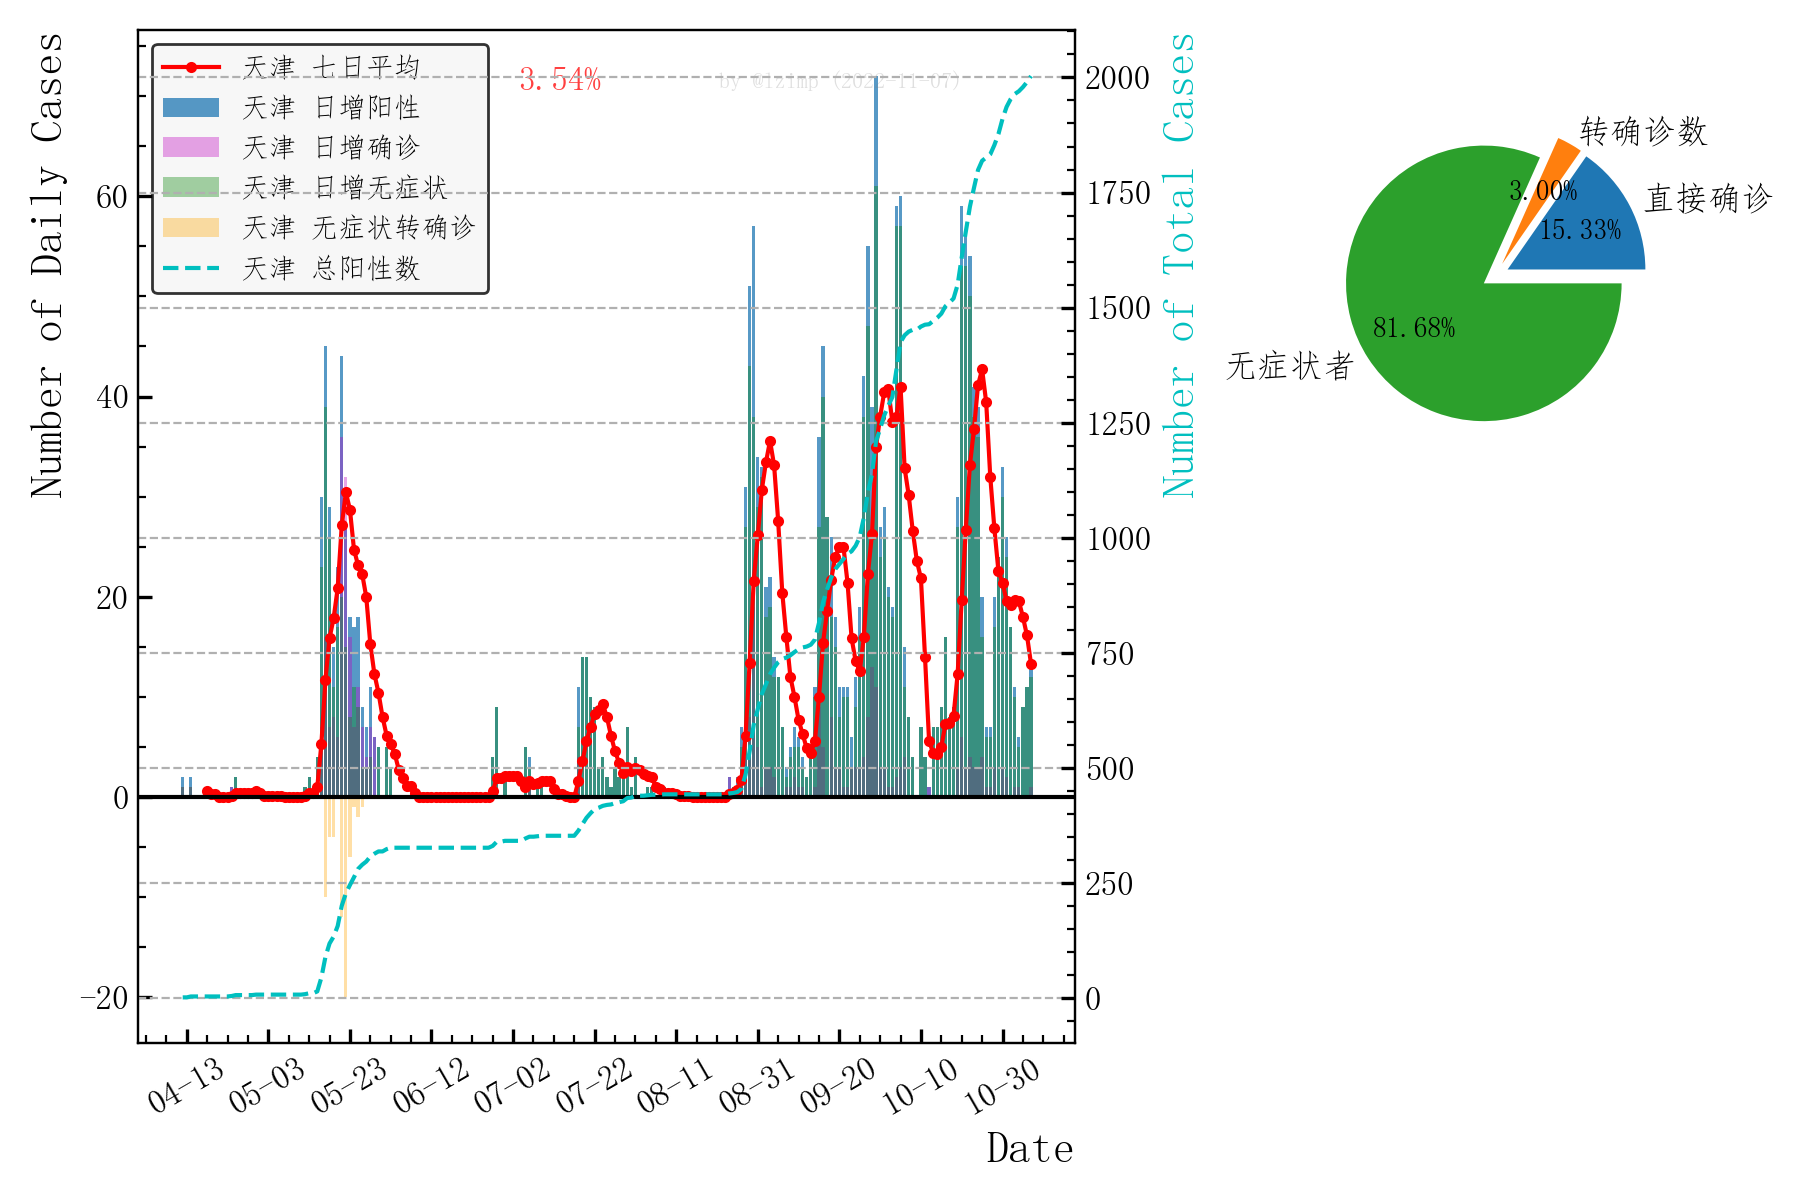 Number of Daily Cases
天津 七日平均
天津 日增阳性
天津 日增确诊
天津 日增无症状
天津 无症状转确诊
天津 总阳性数
3.54%
by @izimp (2022-11-07)
60
40
20
0
−20
2000
1750
1500
1250
1000
750
500
250
0
Number of Total Cases
04−13
05−03
05−23
06−12
07−02
07−22
08−11
08−31
09−20
10−10
10−30
Date
转确诊数
3.00%
直接确诊
15.33%
81.68%
无症状者